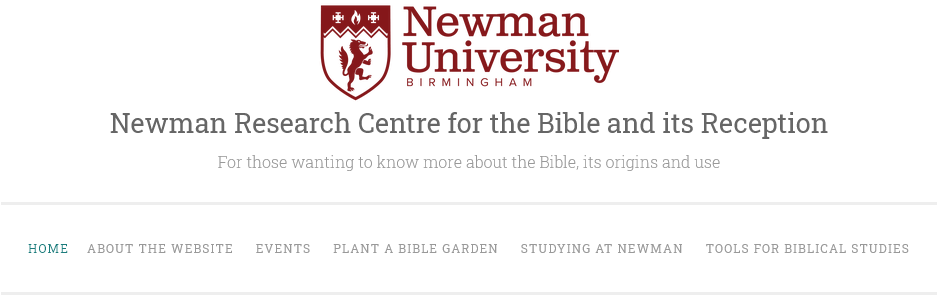 Newman
University
BIRMINGHAM
Newman Research Centre for the Bible and its Reception
For those wanting to know more about the Bible, its origins and use
HOME ABOUT THE WEBSITE EVENTS PLANT A BIBLE GARDEN STUDYING AT NEWMAN TOOLS FOR BIBLICAL STUDIES